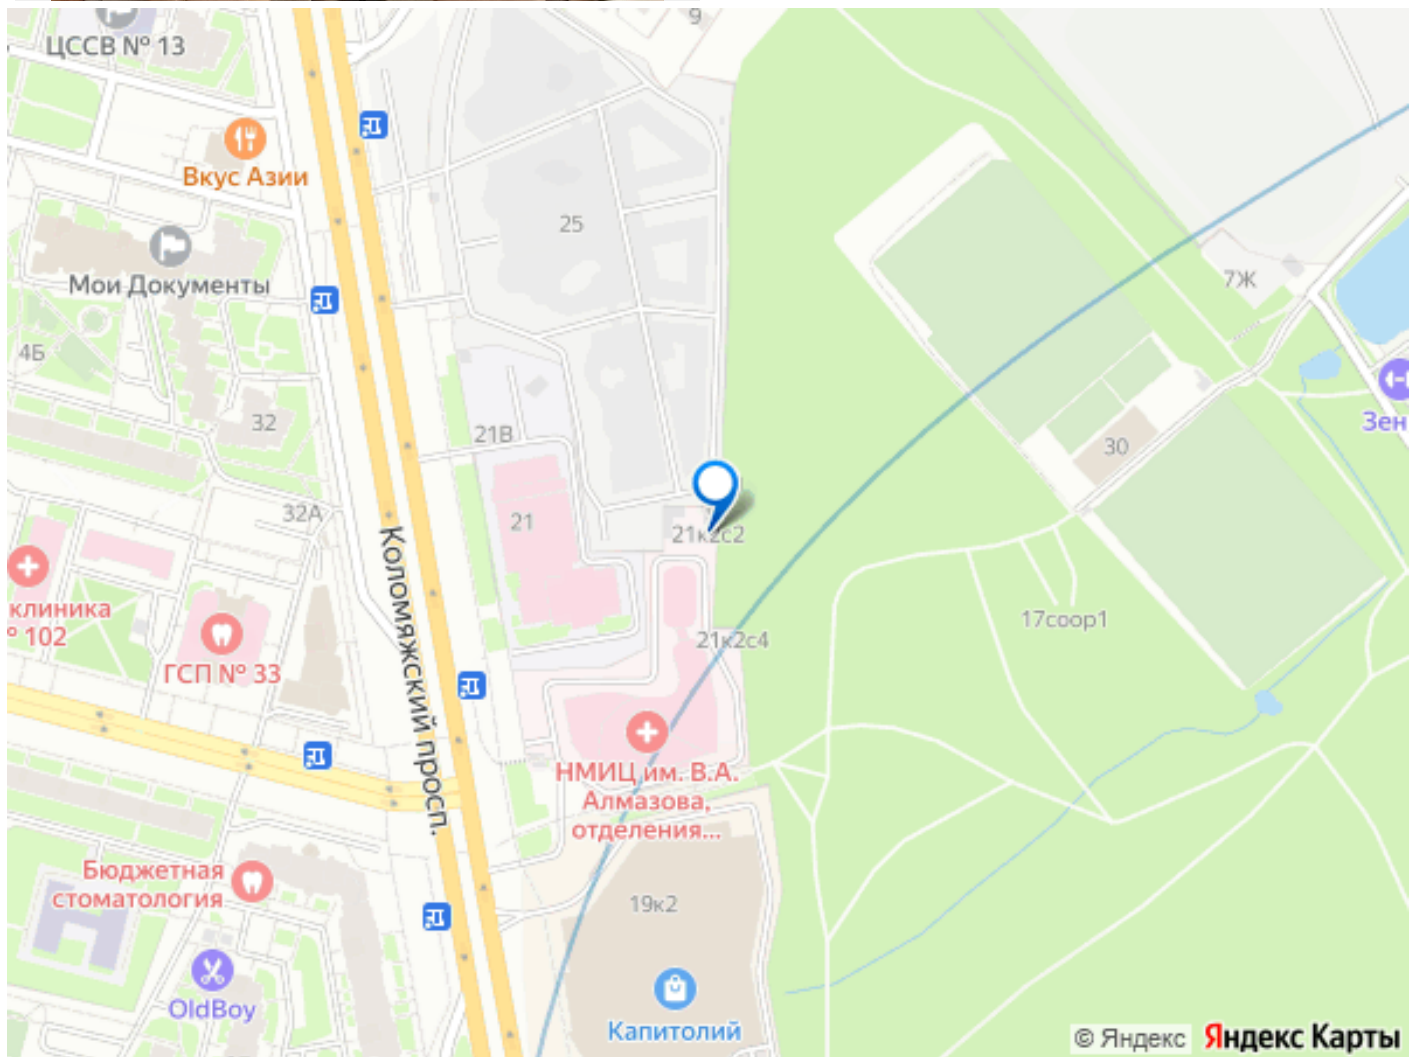 9
ЦССВ № 13
Вкус Азии
25
Мои Документы
7Ж
4Б
32
21В
Зен
30
32А
21
21к2с2
Коломяжский просп.
клиника
º 102
17соор1
21к2с4
ГСП № 33
НМИЦ им. В.А.
Алмазова,
отделения...
Бюджетная
стоматология
19к2
OldBoy
Капитолий
© Яндекс Яндекс Карты